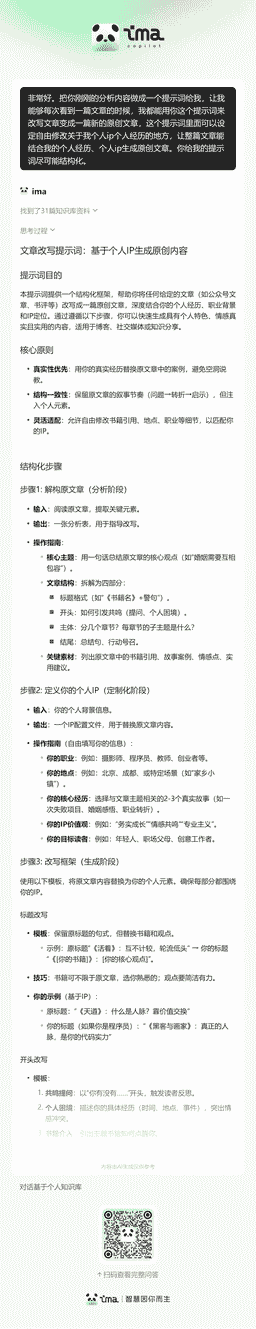 ima
copilot
非常好。把你刚刚的分析内容做成一个提示词给我，让我
能够每次看到一篇文章的时候，我都能用你这个提示词来
改写文章变成一篇新的原创文章，这个提示词里面可以设
定自由修改关于我个人ip个人经历的地方，让整篇文章能
结合我的个人经历、个人ip生成原创文章。你给我的提示
词尽可能结构化。
ima
找到了31篇知识库资料
思考过程
文章改写提示词：基于个人IP生成原创内容
提示词目的
本提示词提供一个结构化框架，帮助你将任何给定的文章（如公众号文
章、书评等）改写成一篇原创文章，深度结合你的个人经历、职业背景
和IP定位。通过遵循以下步骤，你可以快速生成具有个人特色、情感真
实且实用的内容，适用于博客、社交媒体或知识分享。
核心原则
• 真实性优先：用你的真实经历替换原文章中的案例，避免空洞说
教。
• 结构一致性：保留原文章的叙事节奏（问题→转折→启示），但注
入个人元素。
• 灵活适配：允许自由修改书籍引用、地点、职业等细节，以匹配你
的IP。
结构化步骤
步骤1: 解构原文章（分析阶段）
• 输入：阅读原文章，提取关键元素。
• 输出：一张分析表，用于指导改写。
• 操作指南：
◦ 核心主题：用一句话总结原文章的核心观点（如“婚姻需要互相
包容”）。
◦ 文章结构：拆解为四部分：
▪ 标题格式（如“《书籍名》+警句”）。
▪ 开头：如何引发共鸣（提问、个人困境）。
▪ 主体：分几个章节？每章节的子主题是什么？
▪ 结尾：总结句，行动号召。
◦ 关键素材：列出原文章中的书籍引用、故事案例、情感点、实
用建议。
步骤2: 定义你的个人IP（定制化阶段）
• 输入：你的个人背景信息。
• 输出：一个IP配置文件，用于替换原文章内容。
• 操作指南（自由填写你的信息）：
◦ 你的职业：例如：摄影师、程序员、教师、创业者等。
◦ 你的地点：例如：北京、成都、或特定场景（如“家乡小
镇”）。
◦ 你的核心经历：选择与文章主题相关的2-3个真实故事（如一
次失败项目、婚姻感悟、职业转折）。
◦ 你的IP价值观：例如：“务实成长”“情感共鸣”“专业主义”。
◦ 你的目标读者：例如：年轻人、职场父母、创意工作者。
步骤3: 改写框架（生成阶段）
使用以下模板，将原文章内容替换为你的个人元素。确保每部分都围绕
你的IP。
标题改写
• 模板：保留原标题的句式，但替换书籍和观点。
◦ 示例：原标题“《活着》：互不计较，轮流低头” → 你的标题
“《[你的书籍]》：[你的核心观点]”。
• 技巧：书籍可不限于原文章，选你熟悉的；观点要简洁有力。
• 你的示例（基于IP）：
◦ 原标题：“《天道》：什么是人脉？靠价值交换”
◦ 你的标题（如果你是程序员）：“《黑客与画家》：真正的人
脉，是你的代码实力”
开头改写
• 模板：
1. 共鸣提问：以“你有没有……”开头，触发读者反思。
2. 个人困境：描述你的具体经历（时间、地点、事件），突出情
感冲突。
对话基于个人知识库
扫码查看完整问答
ima | 智慧因你而生